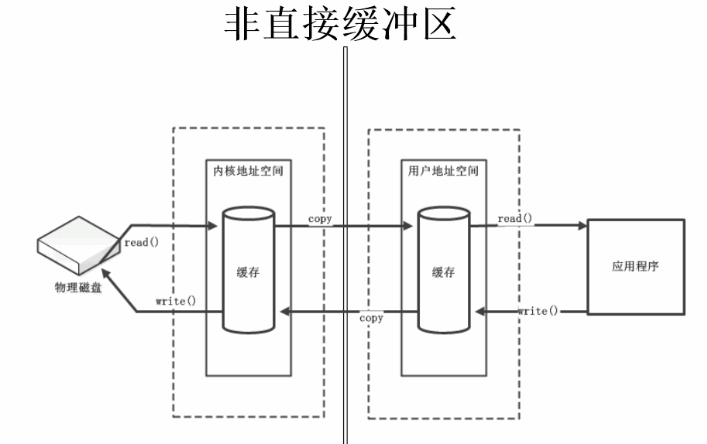 非直接缓冲区
内核地址空间
用户地址空间
copy
read()
read()
缓存
缓存
应用程序
物理磁盘
write()
copy
write()